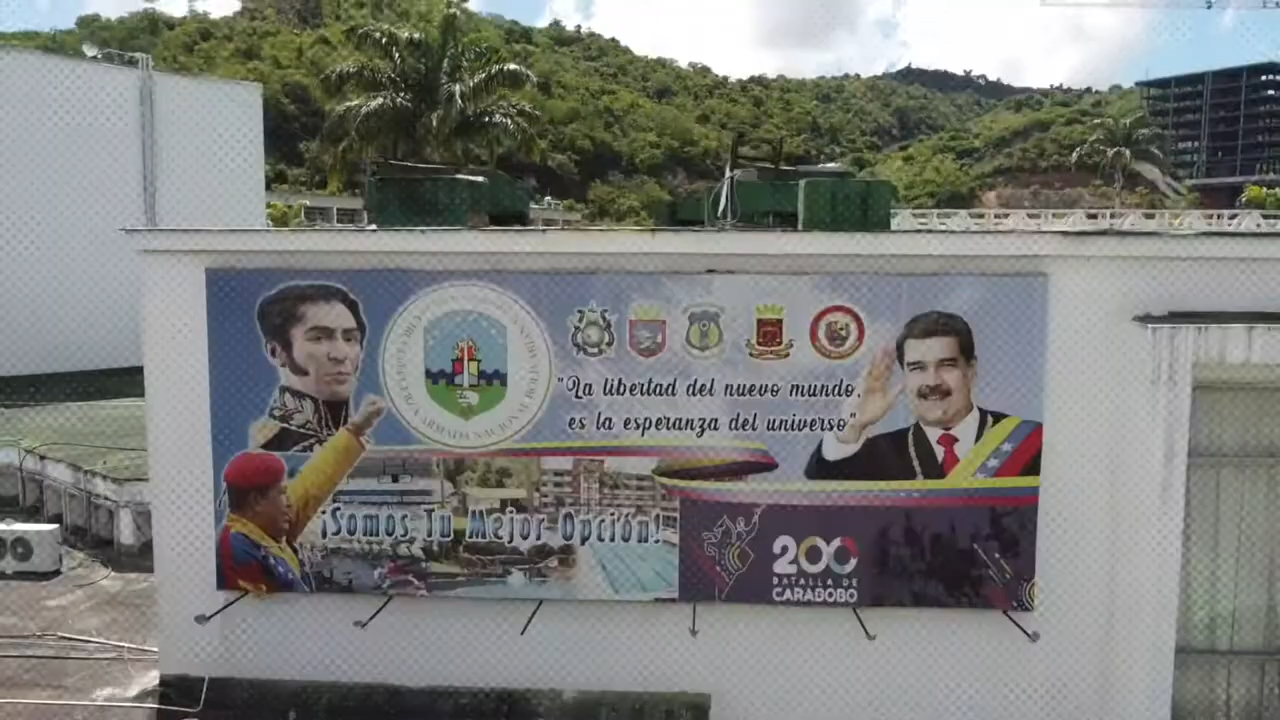 "La libertad del nuevo mundo,
es la esperanza del universo"
¡Somos Tu Mejor Opción!
200
BATALLA DE
CARABOBO